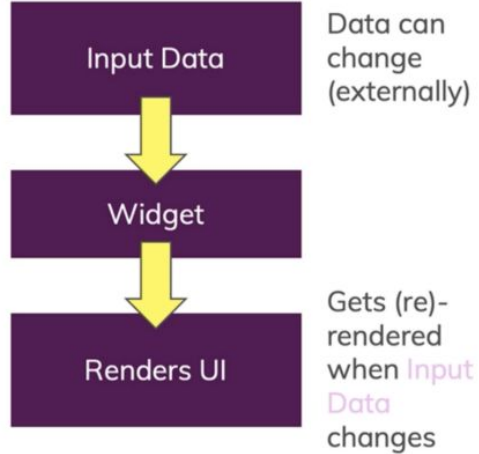 Input Data
Data can
change
(externally)
Widget
Renders UI
Gets (re)-
rendered
when Input
Data
changes